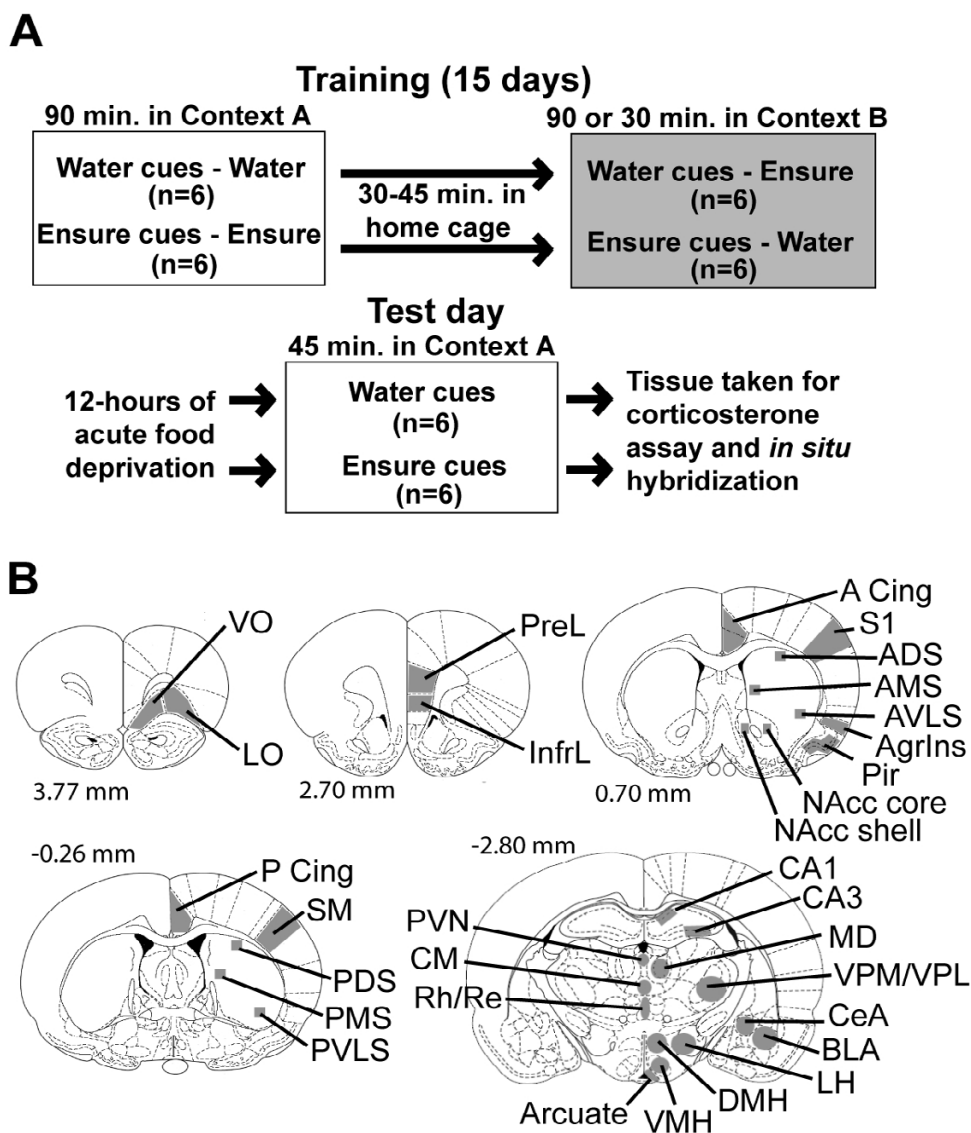 A
Training (15 days)
90 min. in Context A
90 or 30 min. in Context B
Water cues - Water
(n=6)
Ensure cues - Ensure
(n=6)
30-45 min. in
home cage
Water cues - Ensure
(n=6)
Ensure cues - Water
(n=6)
Test day
45 min. in Context A
12-hours of
acute food
deprivation
Water cues
(n=6)
Ensure cues
(n=6)
Tissue taken for
corticosterone
assay and in situ
hybridization
B
VO
LO
3.77 mm
PreL
InfrL
2.70 mm
A Cing
S1
ADS
AMS
AVLS
AgrIns
Pir
NAcc core
NAcc shell
0.70 mm
-0.26 mm
P Cing
SM
PDS
PMS
PVLS
-2.80 mm
CA1
CA3
PVN
MD
CM
VPM/VPL
Rh/Re
CeA
BLA
LH
DMH
VMH
Arcuate